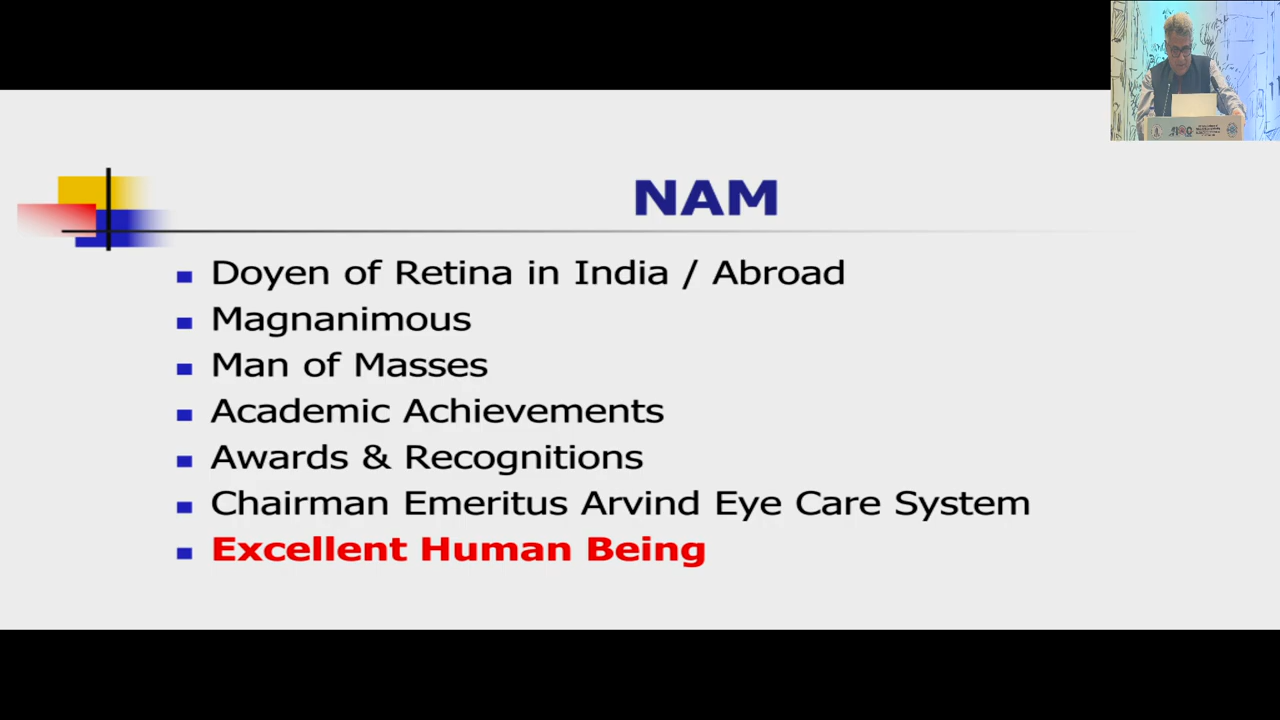 NAM
Doyen of Retina in India / Abroad
Magnanimous
Man of Masses
Academic Achievements
Awards & Recognitions
Chairman Emeritus Arvind Eye Care System
Excellent Human Being